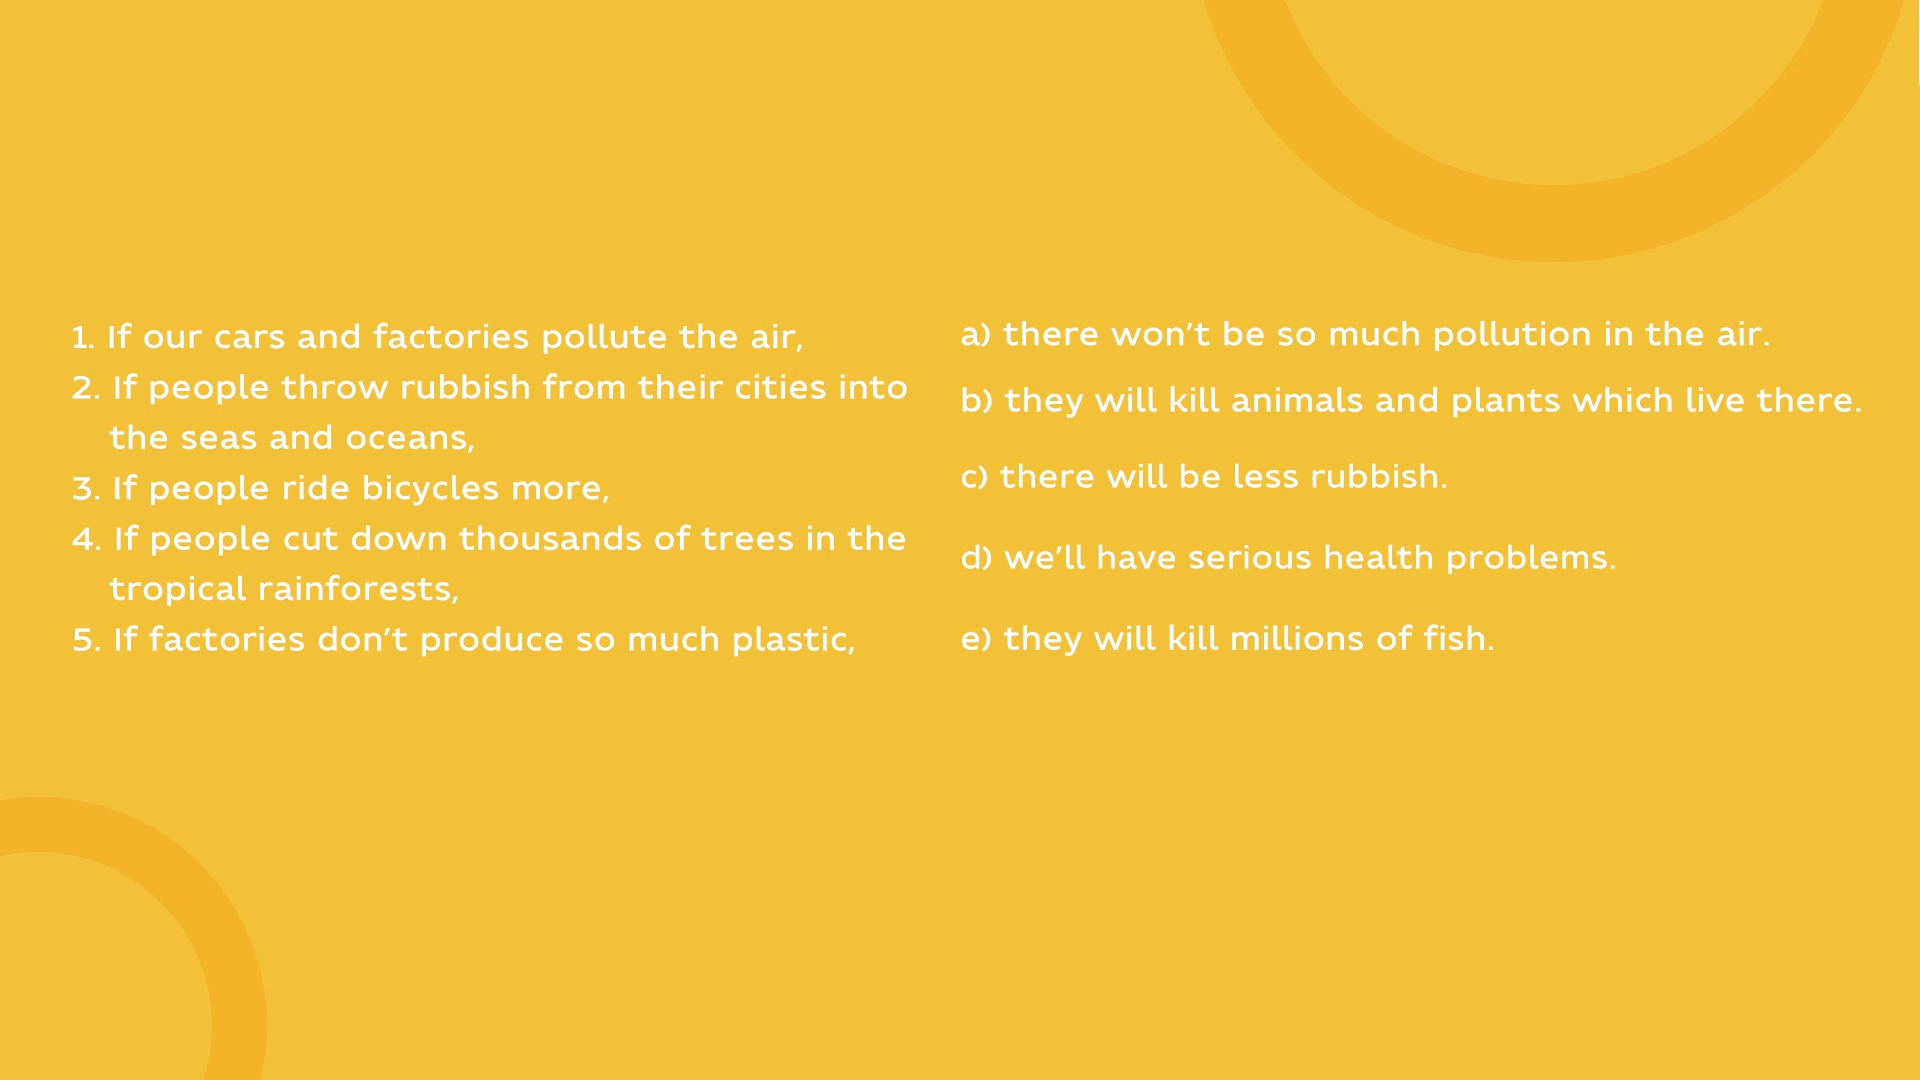 1. If our cars and factories pollute the air,
2. If people throw rubbish from their cities into
the seas and oceans,
3. If people ride bicycles more,
4. If people cut down thousands of trees in the
tropical rainforests,
5. If factories don't produce so much plastic,
a) there won't be so much pollution in the air.
b) they will kill animals and plants which live there.
c) there will be less rubbish.
d) we'll have serious health problems.
e) they will kill millions of fish.